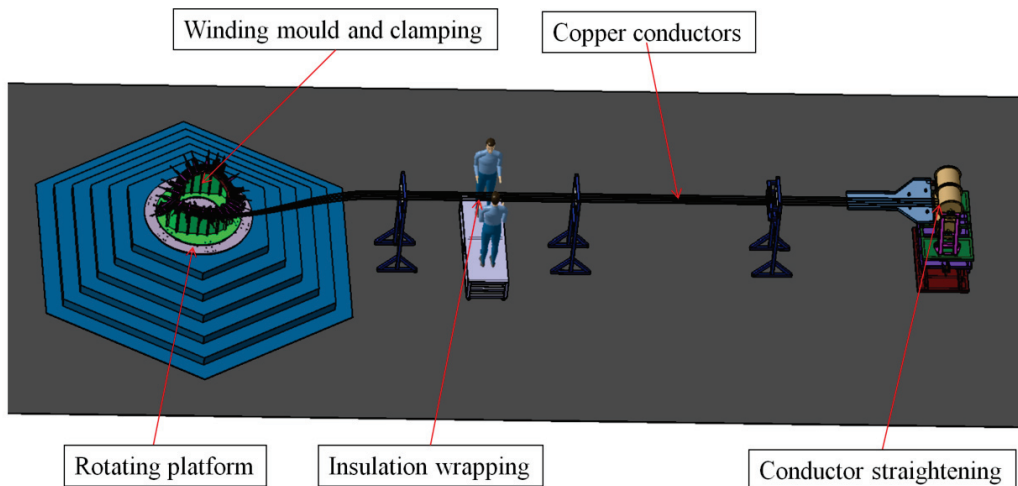 Winding mould and clamping
Copper conductors
Rotating platform
Insulation wrapping
Conductor straightening